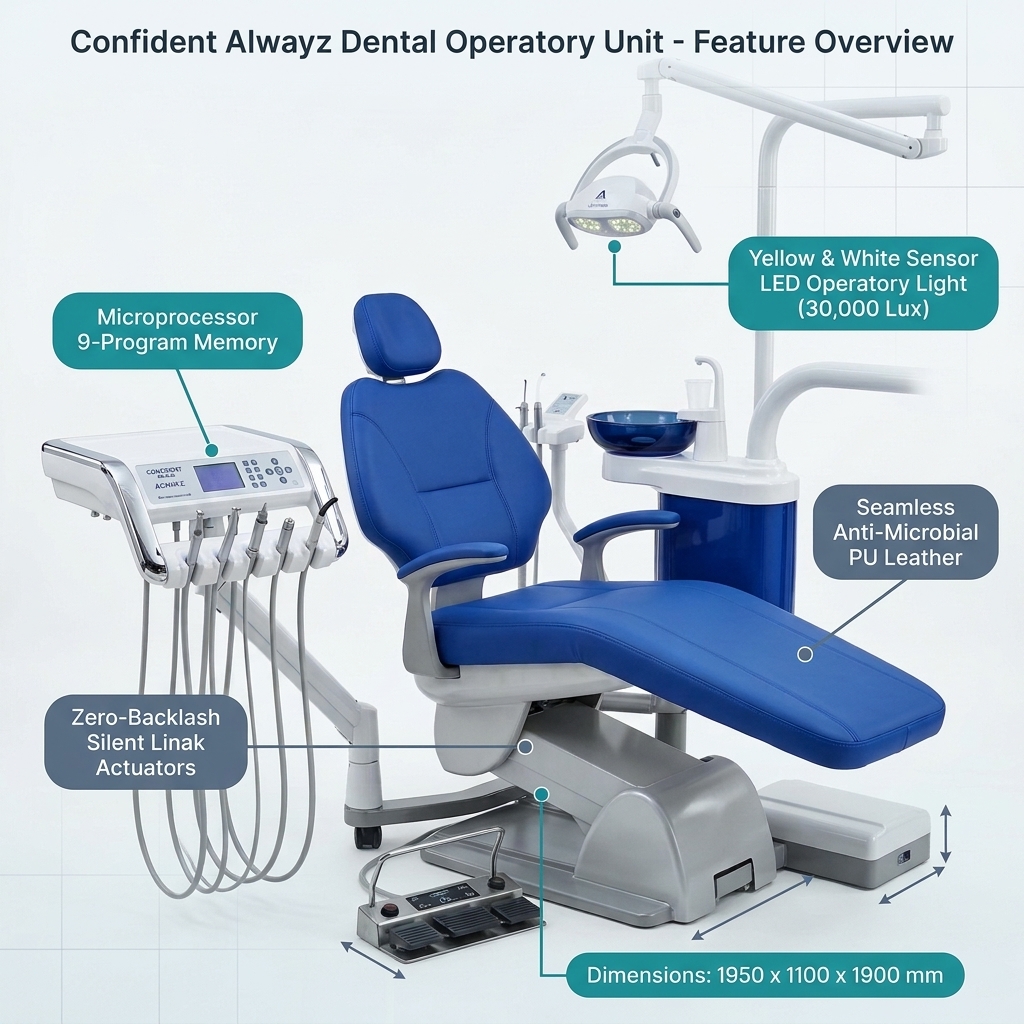 Confident Alwayz Dental Operatory Unit - Feature Overview
Yellow & White Sensor
LED Operatory Light
(30,000 Lux)
Microprocessor
9-Program Memory
Seamless
Anti-Microbial
PU Leather
Zero-Backlash
Silent Linak
Actuators
Dimensions: 1950 x 1100 x 1900 mm